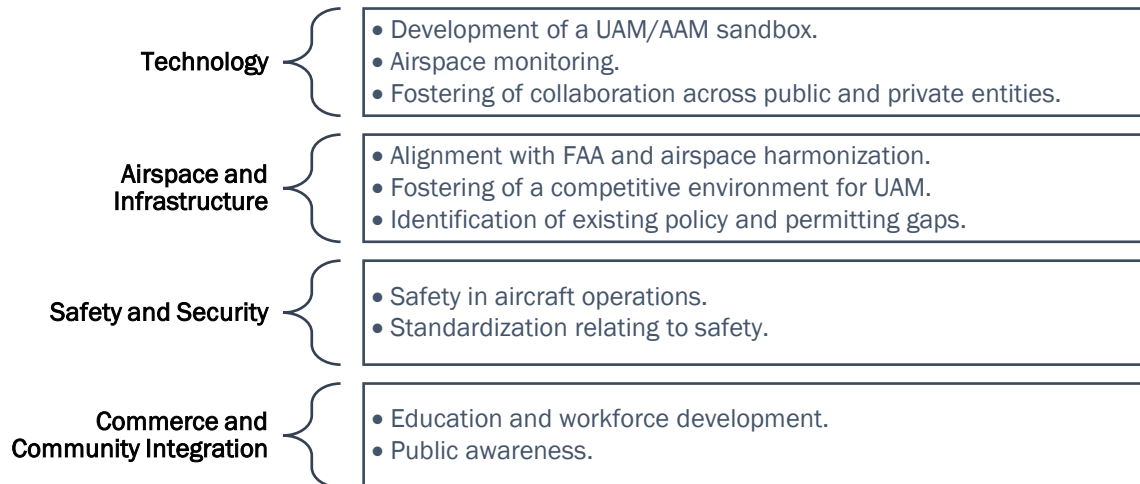 Technology
• Development of a UAM/AAM sandbox.
• Airspace monitoring.
• Fostering of collaboration across public and private entities.
Airspace and
Infrastructure
• Alignment with FAA and airspace harmonization.
• Fostering of a competitive environment for UAM.
• Identification of existing policy and permitting gaps.
Safety and Security
• Safety in aircraft operations.
• Standardization relating to safety.
Commerce and
Community Integration
• Education and workforce development.
• Public awareness.